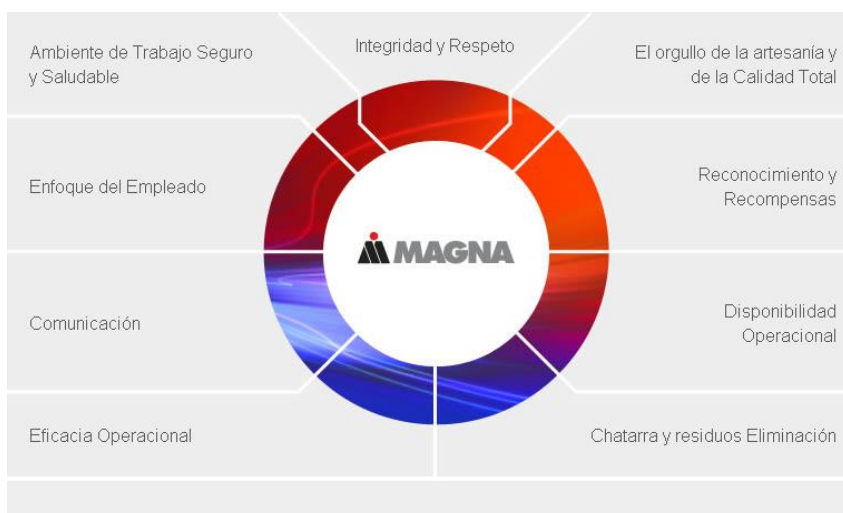 Integridad y Respeto
Ambiente de Trabajo Seguro
y Saludable
El orgullo de la artesanía y
de la Calidad Total
Enfoque del Empleado
Reconocimiento y
Recompensas
MAGNA
Comunicación
Disponibilidad
Operacional
Eficacia Operacional
Chatarra y residuos Eliminación